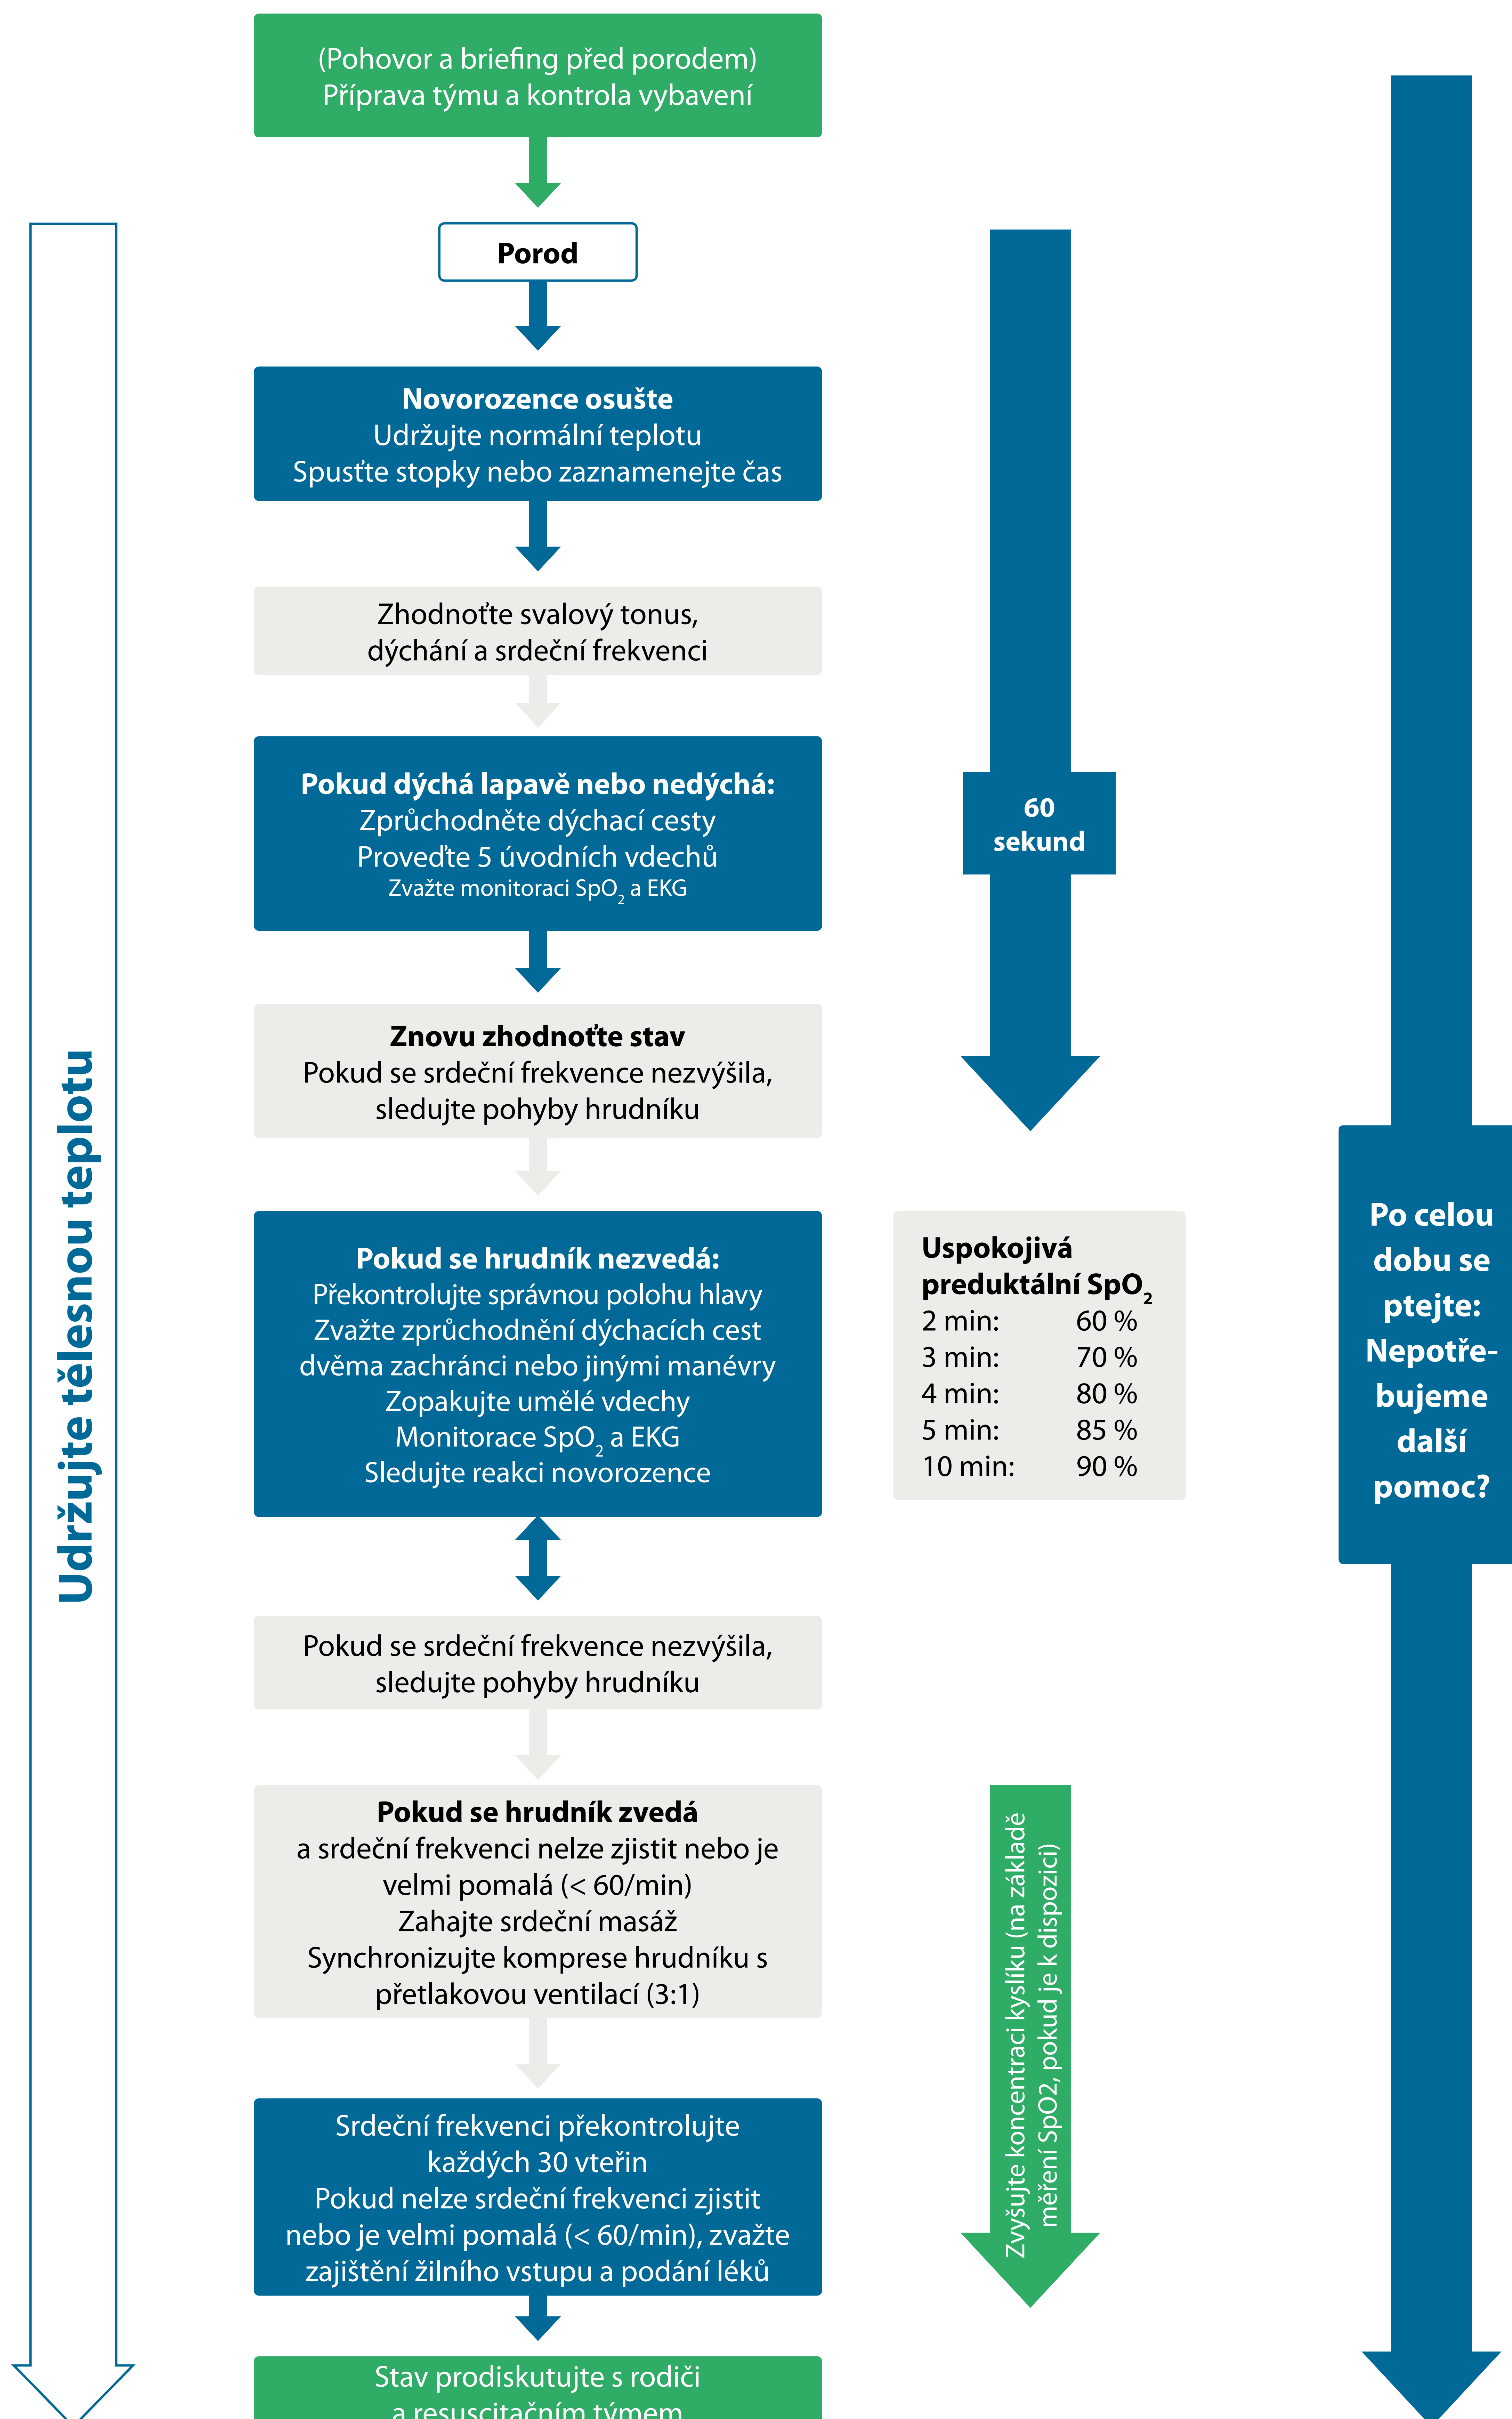 (Pohovor a briefing před porodem)
Příprava týmu a kontrola vybavení
Porod
Novorozence osušte
Udržujte normální teplotu
Spusťte stopky nebo zaznamenejte čas
Zhodnoťte svalový tonus,
dýchání a srdeční frekvenci
Pokud dýchá lapavě nebo nedýchá:
Zprůchodněte dýchací cesty
Proveďte 5 úvodních vdechů
Zvažte monitoraci SpO2 a EKG
60
sekund
Znovu zhodnoťte stav
Pokud se srdeční frekvence nezvýšila,
sledujte pohyby hrudníku
Udržujte tělesnou teplotu
Pokud se hrudník nezvedá:
Překontrolujte správnou polohu hlavy
Zvažte zprůchodnění dýchacích cest
dvěma zachránci nebo jinými manévry
Zopakujte umělé vdechy
Monitorace SpO2 a EKG
Sledujte reakci novorozence
Uspokojivá
preduktální SpO2
2 min: 60 %
3 min: 70 %
4 min: 80 %
5 min: 85 %
10 min: 90 %
Po celou
dobu se
ptejte:
Nepotře-
bujeme
další
pomoc?
Pokud se srdeční frekvence nezvýšila,
sledujte pohyby hrudníku
Pokud se hrudník zvedá
a srdeční frekvenci nelze zjistit nebo je
velmi pomalá (< 60/min)
Zahajte srdeční masáž
Synchronizujte komprese hrudníku s
přetlakovou ventilací (3:1)
Zvyšujte koncentraci kyslíku (na základě
měření SpO2, pokud je k dispozici)
Srdeční frekvenci překontrolujte
každých 30 vteřin
Pokud nelze srdeční frekvenci zjistit
nebo je velmi pomalá (< 60/min), zvažte
zajištění žilního vstupu a podání léků
Stav prodiskutujte s rodiči
a resuscitačním týmem